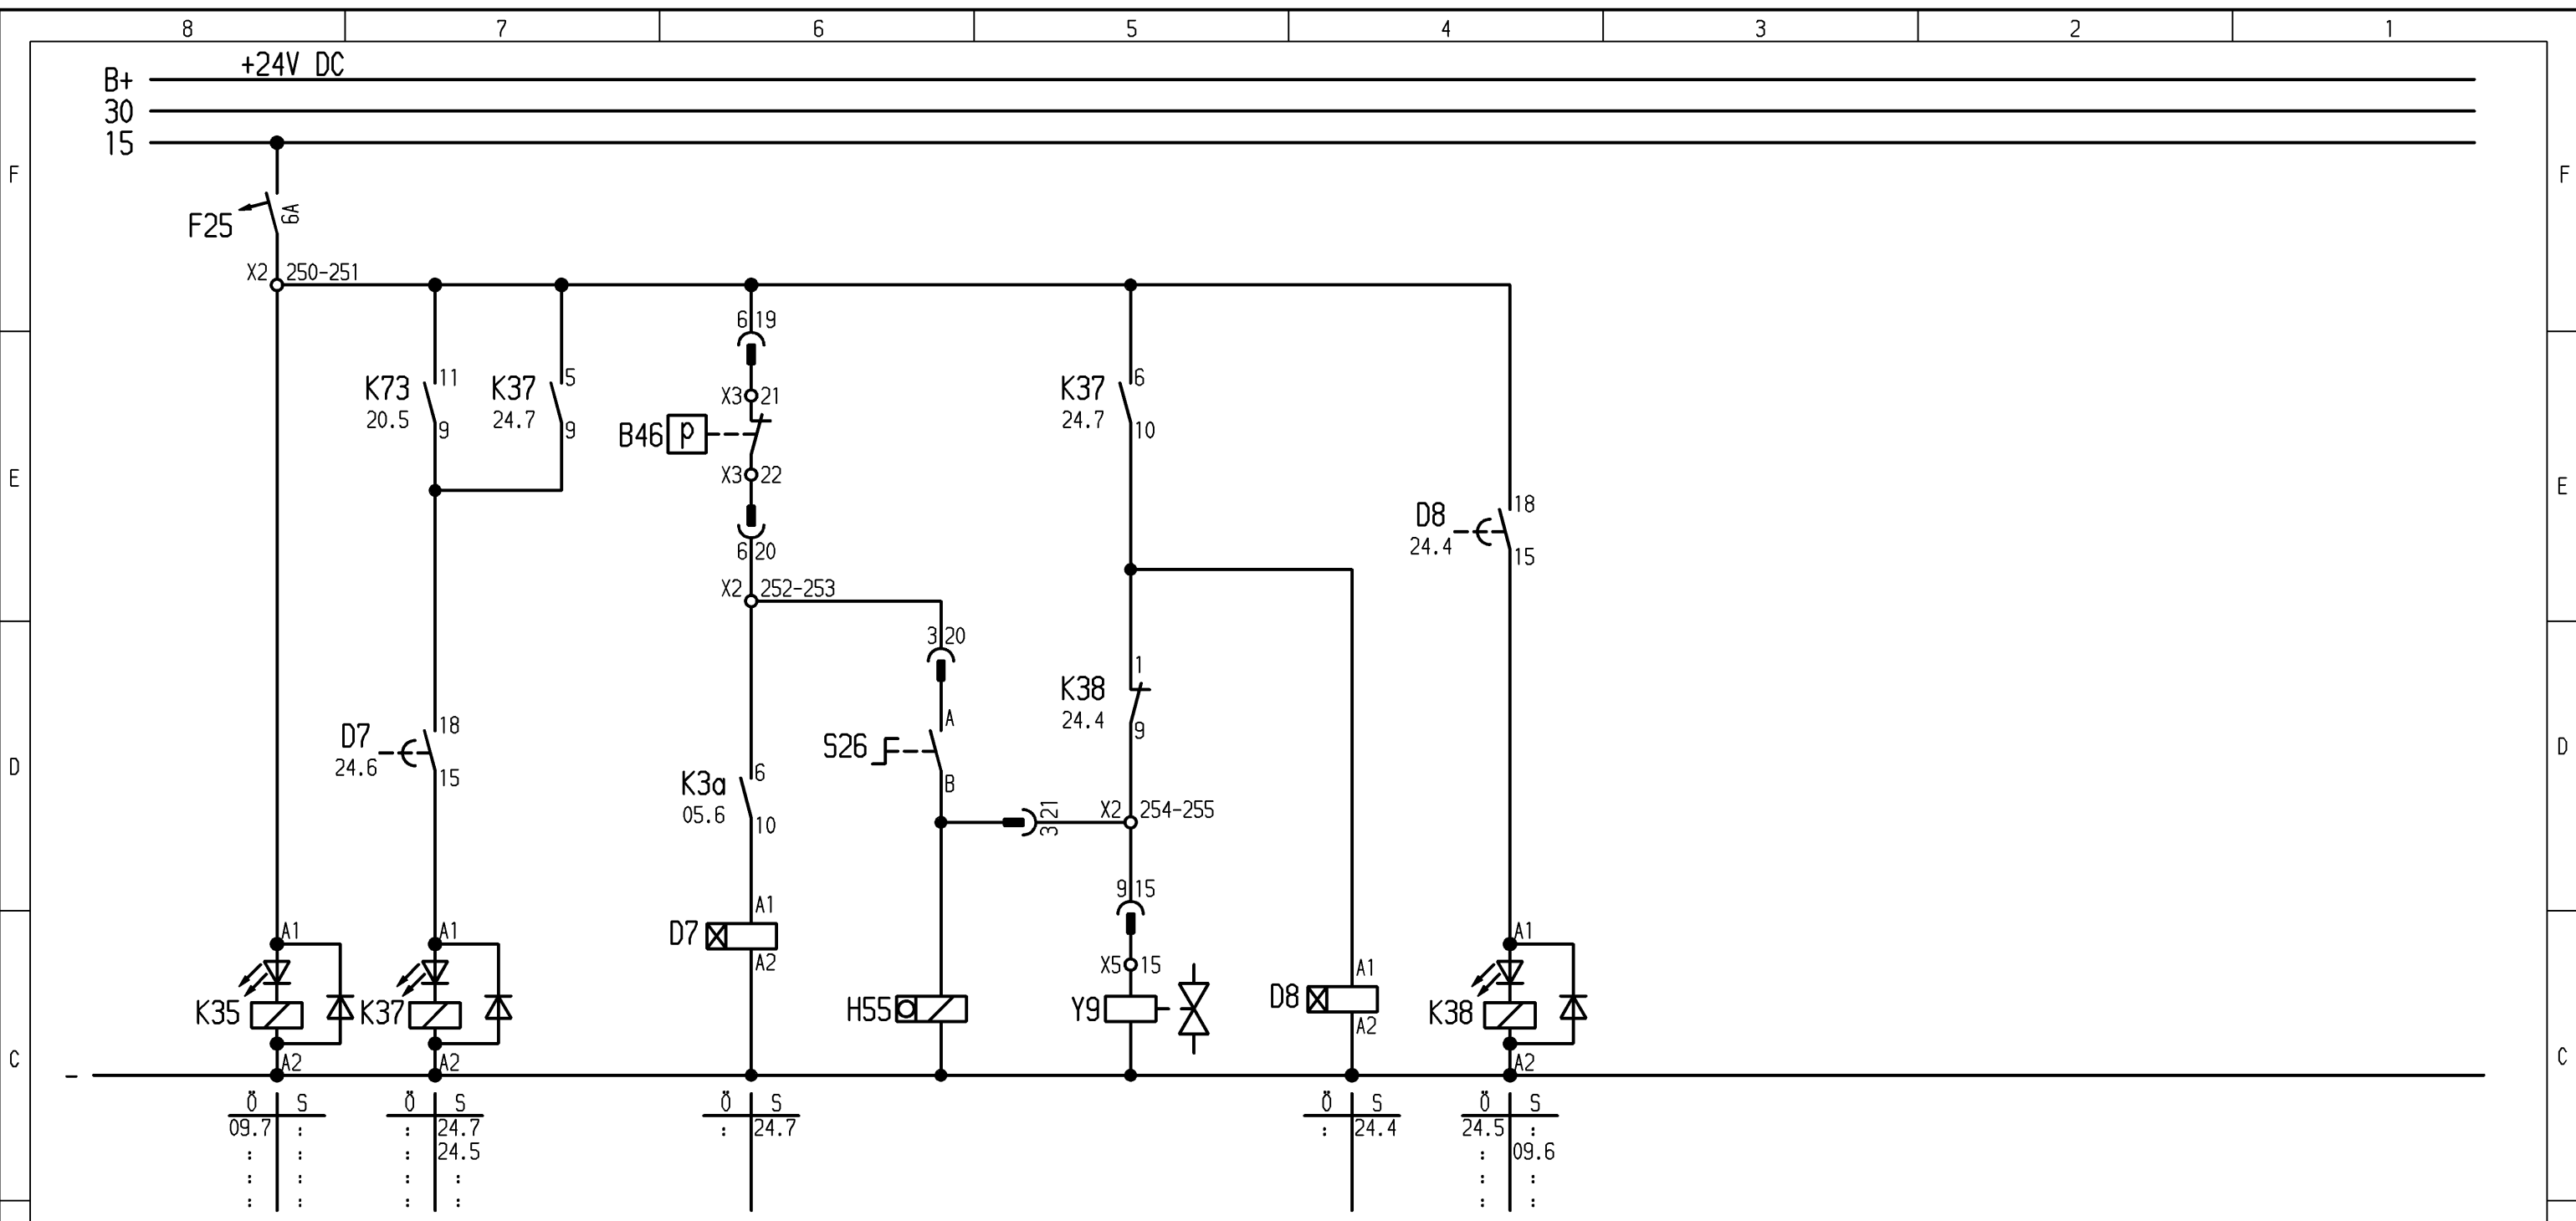 8 7 6 5 4 3 2 1
+24V DC
B+
30
15
F F
F25 6A
X2 250-251
6 19
K73 11
20.5 9
K37 5
24.7 9
X3 21
B46 p
X3 22
6 20
K37 6
24.7 10
E E
D8 18
24.4 15
X2 252-253
3 20
K38 1
24.4 9
D7 18
24.6 15
S26 A
B
D D
K3a 6
05.6 10
3 21
X2 254-255
9 15
A1 A1 A1 A1 A1
D7
A2
X5 15
K35 K37 H55 Y9 D8 K38
A2 A2 A2 A2
C C
–
Ö S Ö S Ö S Ö S Ö S
09.7 : : 24.7 : 24.7 : 24.4 24.5 :
: : : 24.5 : 09.6
: : : : : :
: : : : : :